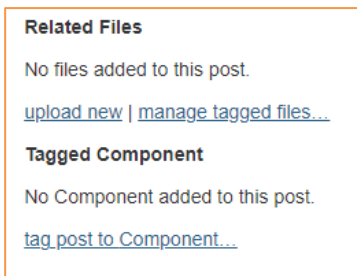 Related Files
No files added to this post.
upload new | manage tagged files...
Tagged Component
No Component added to this post.
tag post to Component...